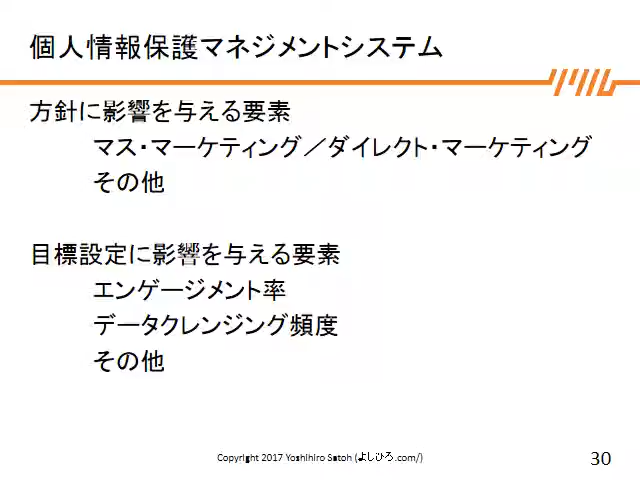 個人情報保護マネジメントシステム
方針に影響を与える要素
マス・マーケティング／ダイレクト・マーケティング
その他
目標設定に影響を与える要素
エンゲージメント率
データクレンジング頻度
その他
Copyright 2017 Yoshihiro Satoh (よしひろ.com/)
30